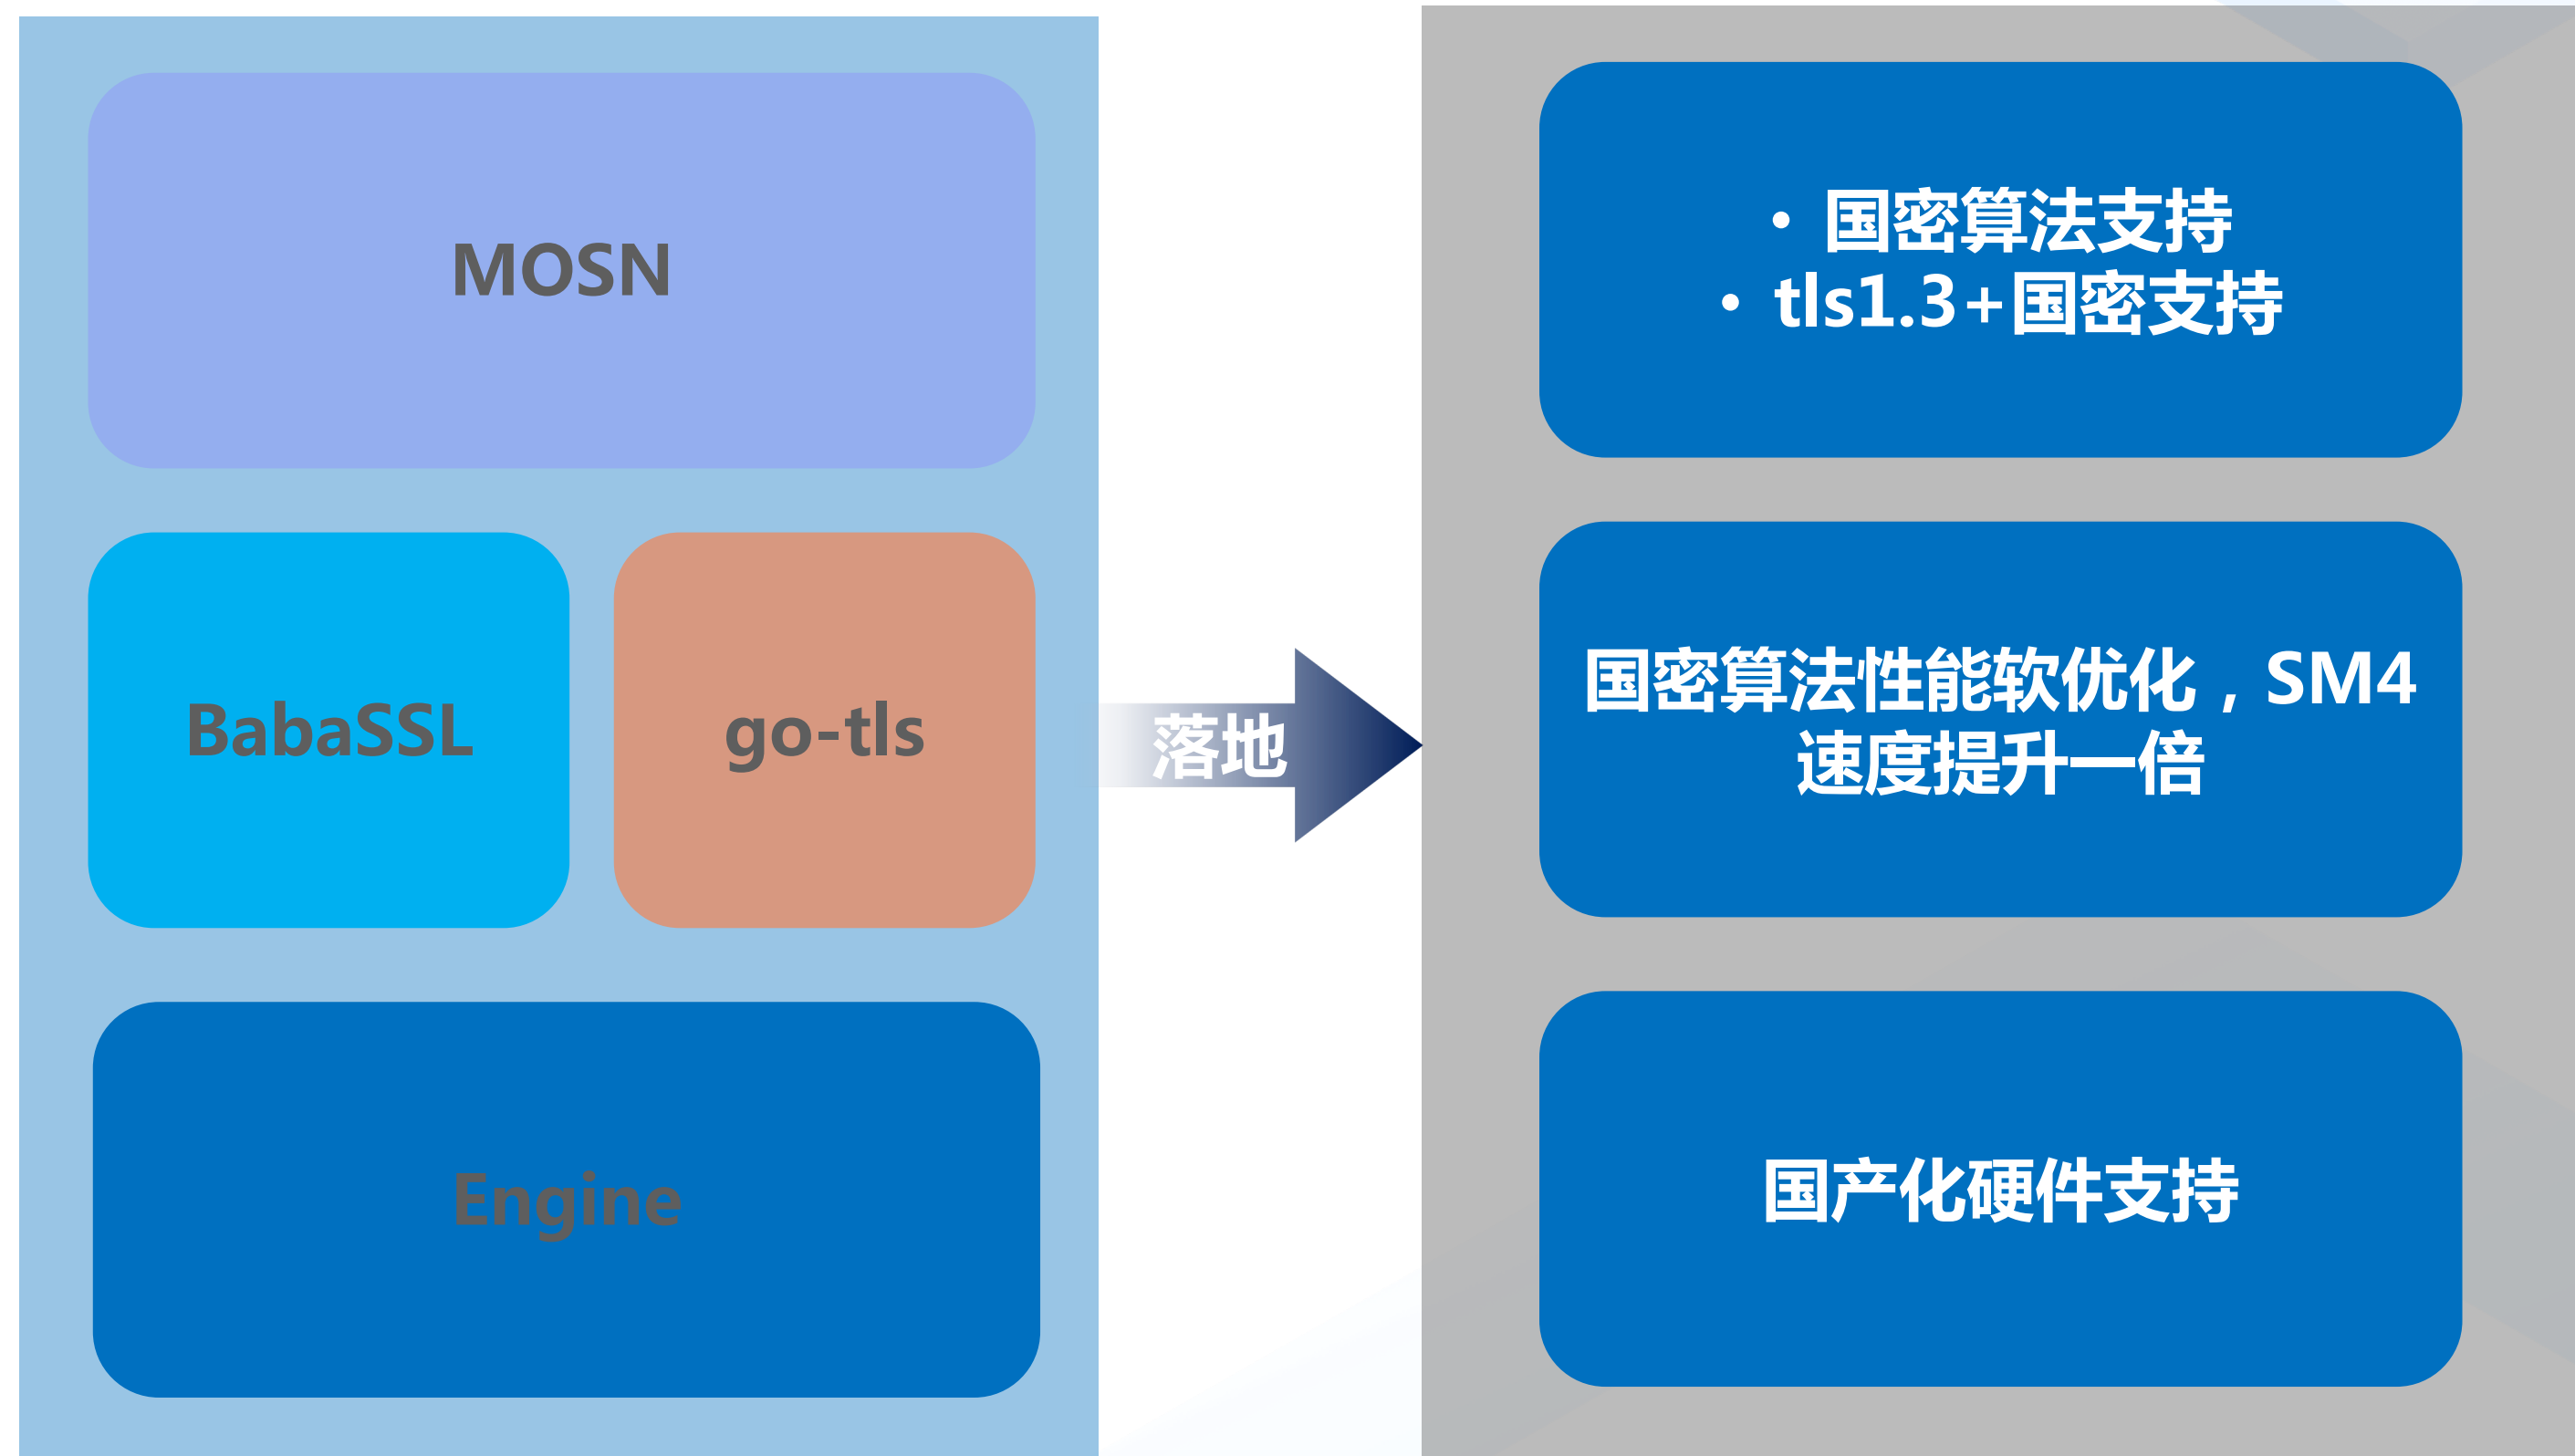 MOSN
BabaSSL
go-tls
Engine
落地
• 国密算法支持
• tls1.3+国密支持
国密算法性能软优化，SM4
速度提升一倍
国产化硬件支持